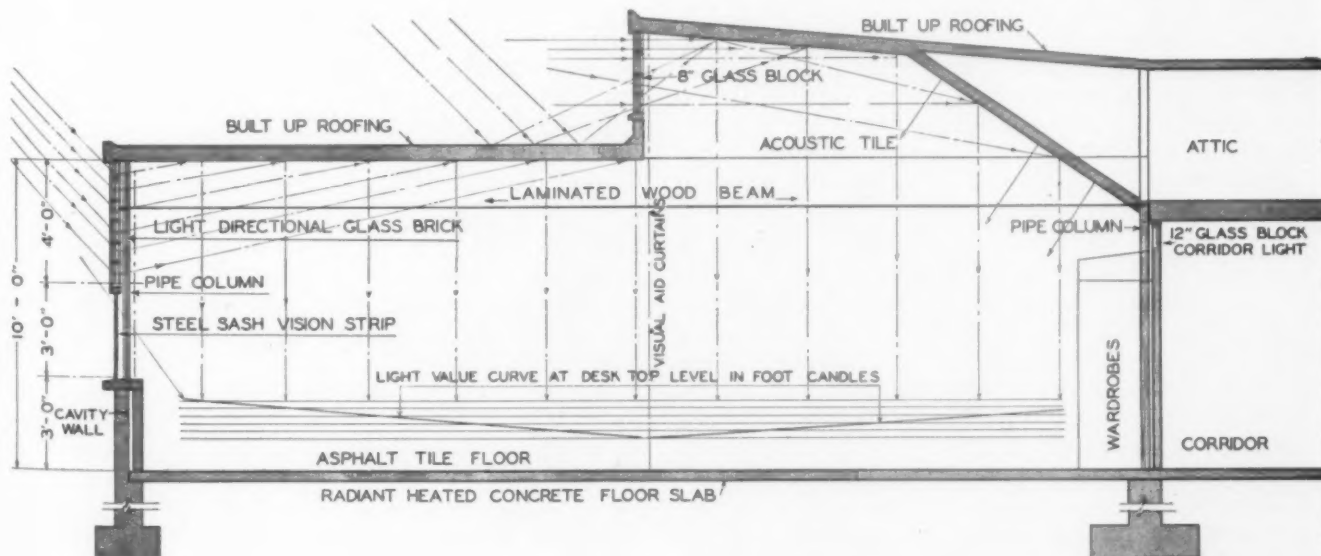 BUILT UP ROOFING
8" GLASS BLOCK
BUILT UP ROOFING
ACOUSTIC TILE
ATTIC
LAMINATED WOOD BEAM
LIGHT DIRECTIONAL GLASS BRICK
PIPE COLUMN
12" GLASS BLOCK
CORRIDOR LIGHT
4'-0"
10'-0"
PIPE COLUMN
VISUAL AID CURTAINS
STEEL SASH VISION STRIP
3'-0"
LIGHT VALUE CURVE AT DESK TOP LEVEL IN FOOT CANDLES
WARDROBES
CAVITY
WALL
3'-0"
ASPHALT TILE FLOOR
CORRIDOR
RADIANT HEATED CONCRETE FLOOR SLAB